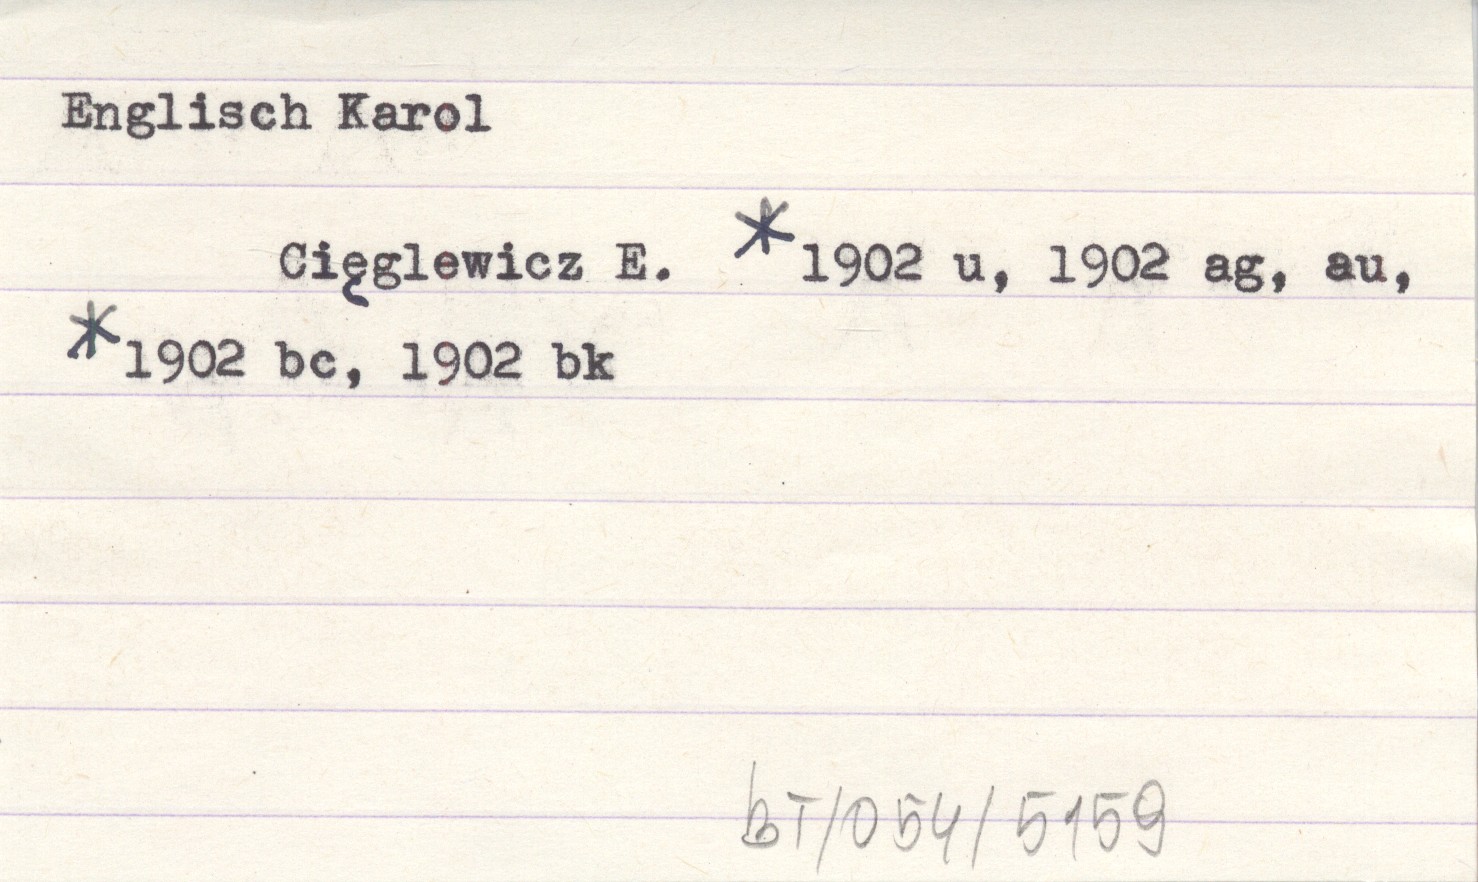 Englisch Karol
Cięglewicz E. *1902 u, 1902 ag, au,
*1902 bc, 1902 bk
bT/054/5159